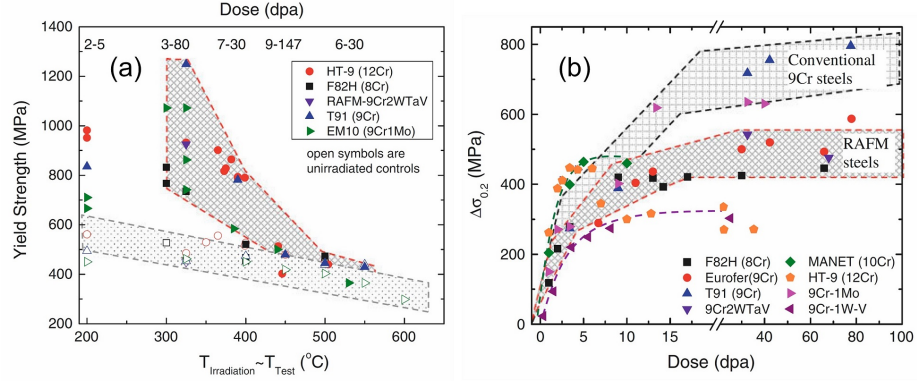 Dose (dpa)
2-5 3-80 7-30 9-147 6-30
1400
1200
1000
800
600
400
200
Yield Strength (MPa)
(a)
HT-9 (12Cr)
F82H (8Cr)
RAFM-9Cr2WTaV
T91 (9Cr)
EM10 (9Cr1Mo)
open symbols are
unirradiated controls
200 250 300 350 400 450 500 550 600
T_Irradiation~T_Test (°C)
800
600
400
200
0
Δσ0.2 (MPa)
(b)
Conventional
9Cr steels
RAFM
steels
F82H (8Cr)
Eurofer(9Cr)
T91 (9Cr)
9Cr2WTaV
MANET (10Cr)
HT-9 (12Cr)
9Cr-1Mo
9Cr-1W-V
0 5 10 15 20 40 60 80 100
Dose (dpa)